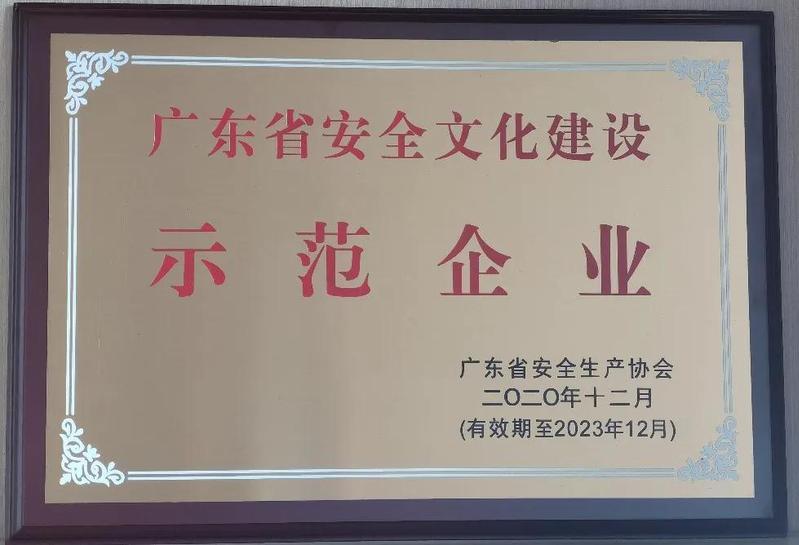 广东省安全文化建设
示范企业
广东省安全生产协会
二〇二〇年十二月
(有效期至2023年12月)